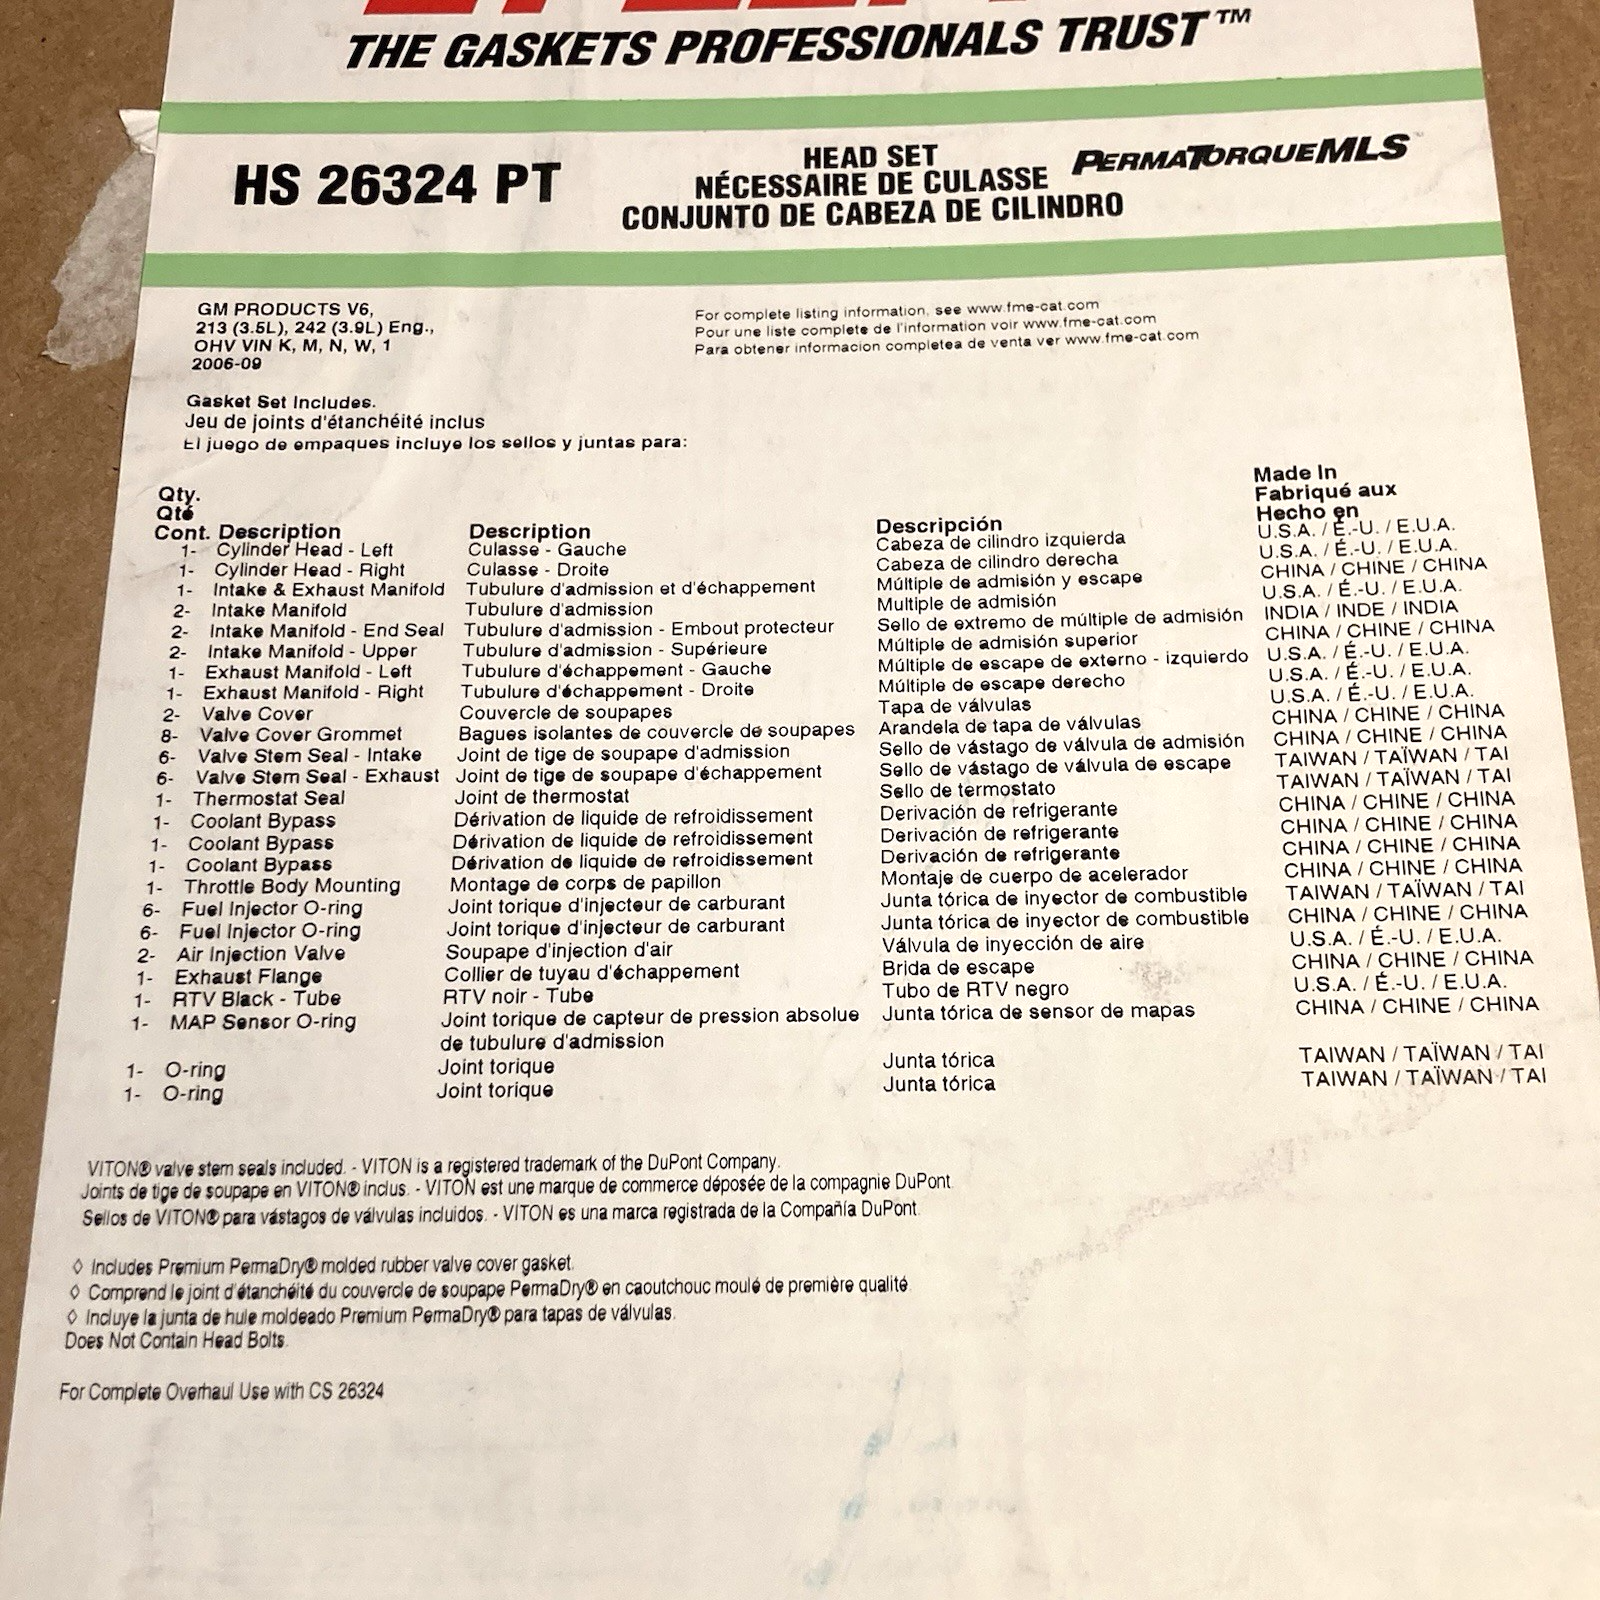 THE GASKETS PROFESSIONALS TRUST™
HS 26324 PT
HEAD SET
NÉCESSAIRE DE CULASSE
CONJUNTO DE CABEZA DE CILINDRO
PERMATORQUEMLS™
GM PRODUCTS V6,
213 (3.5L), 242 (3.9L) Eng.,
OHV VIN K, M, N, W, 1
2006-09
For complete listing information, see www.fme-cat.com
Pour une liste complete de l'information voir www.fme-cat.com
Para obtener informacion completea de venta ver www.fme-cat.com
Gasket Set Includes.
Jeu de joints d'étanchéité inclus
El juego de empaques incluye los sellos y juntas para:
Qty.
Qté
Cont. Description Description Descripción
Made In
Fabriqué aux
Hecho en
1- Cylinder Head - Left Culasse - Gauche Cabeza de cilindro izquierda U.S.A. / É.-U. / E.U.A.
1- Cylinder Head - Right Culasse - Droite Cabeza de cilindro derecha U.S.A. / É.-U. / E.U.A.
1- Intake & Exhaust Manifold Tubulure d'admission et d'échappement Múltiple de admisión y escape CHINA / CHINE / CHINA
2- Intake Manifold Tubulure d'admission Multiple de admisión U.S.A. / É.-U. / E.U.A.
2- Intake Manifold - End Seal Tubulure d'admission - Embout protecteur Sello de extremo de múltiple de admisión INDIA / INDE / INDIA
2- Intake Manifold - Upper Tubulure d'admission - Supérieure Múltiple de admisión superior CHINA / CHINE / CHINA
1- Exhaust Manifold - Left Tubulure d'échappement - Gauche Múltiple de escape de externo - izquierdo U.S.A. / É.-U. / E.U.A.
1- Exhaust Manifold - Right Tubulure d'échappement - Droite Múltiple de escape derecho U.S.A. / É.-U. / E.U.A.
2- Valve Cover Couvercle de soupapes Tapa de válvulas U.S.A. / É.-U. / E.U.A.
8- Valve Cover Grommet Bagues isolantes de couvercle de soupapes Arandela de tapa de válvulas CHINA / CHINE / CHINA
6- Valve Stem Seal - Intake Joint de tige de soupape d'admission Sello de vástago de válvula de admisión CHINA / CHINE / CHINA
6- Valve Stem Seal - Exhaust Joint de tige de soupape d'échappement Sello de vástago de válvula de escape TAIWAN / TAÏWAN / TAI
1- Thermostat Seal Joint de thermostat Sello de termostato TAIWAN / TAÏWAN / TAI
1- Coolant Bypass Dérivation de liquide de refroidissement Derivación de refrigerante CHINA / CHINE / CHINA
1- Coolant Bypass Dérivation de liquide de refroidissement Derivación de refrigerante CHINA / CHINE / CHINA
1- Coolant Bypass Dérivation de liquide de refroidissement Derivación de refrigerante CHINA / CHINE / CHINA
1- Throttle Body Mounting Montage de corps de papillon Montaje de cuerpo de acelerador CHINA / CHINE / CHINA
6- Fuel Injector O-ring Joint torique d'injecteur de carburant Junta tórica de inyector de combustible TAIWAN / TAÏWAN / TAI
6- Fuel Injector O-ring Joint torique d'injecteur de carburant Junta tórica de inyector de combustible CHINA / CHINE / CHINA
2- Air Injection Valve Soupape d'injection d'air Válvula de inyección de aire U.S.A. / É.-U. / E.U.A.
1- Exhaust Flange Collier de tuyau d'échappement Brida de escape CHINA / CHINE / CHINA
1- RTV Black - Tube RTV noir - Tube Tubo de RTV negro U.S.A. / É.-U. / E.U.A.
1- MAP Sensor O-ring Joint torique de capteur de pression absolue Junta tórica de sensor de mapas CHINA / CHINE / CHINA
de tubulure d'admission
1- O-ring Joint torique Junta tórica TAIWAN / TAÏWAN / TAI
1- O-ring Joint torique Junta tórica TAIWAN / TAÏWAN / TAI
VITON® valve stem seals included. - VITON is a registered trademark of the DuPont Company.
Joints de tige de soupape en VITON® inclus. - VITON est une marque de commerce déposée de la compagnie DuPont.
Sellos de VITON® para vástagos de válvulas incluidos. - VITON es una marca registrada de la Compañía DuPont.
◊ Includes Premium PermaDry® molded rubber valve cover gasket.
◊ Comprend le joint d'étanchéité du couvercle de soupape PermaDry® en caoutchouc moulé de première qualité.
◊ Incluye la junta de hule moldeado Premium PermaDry® para tapas de válvulas.
Does Not Contain Head Bolts.
For Complete Overhaul Use with CS 26324